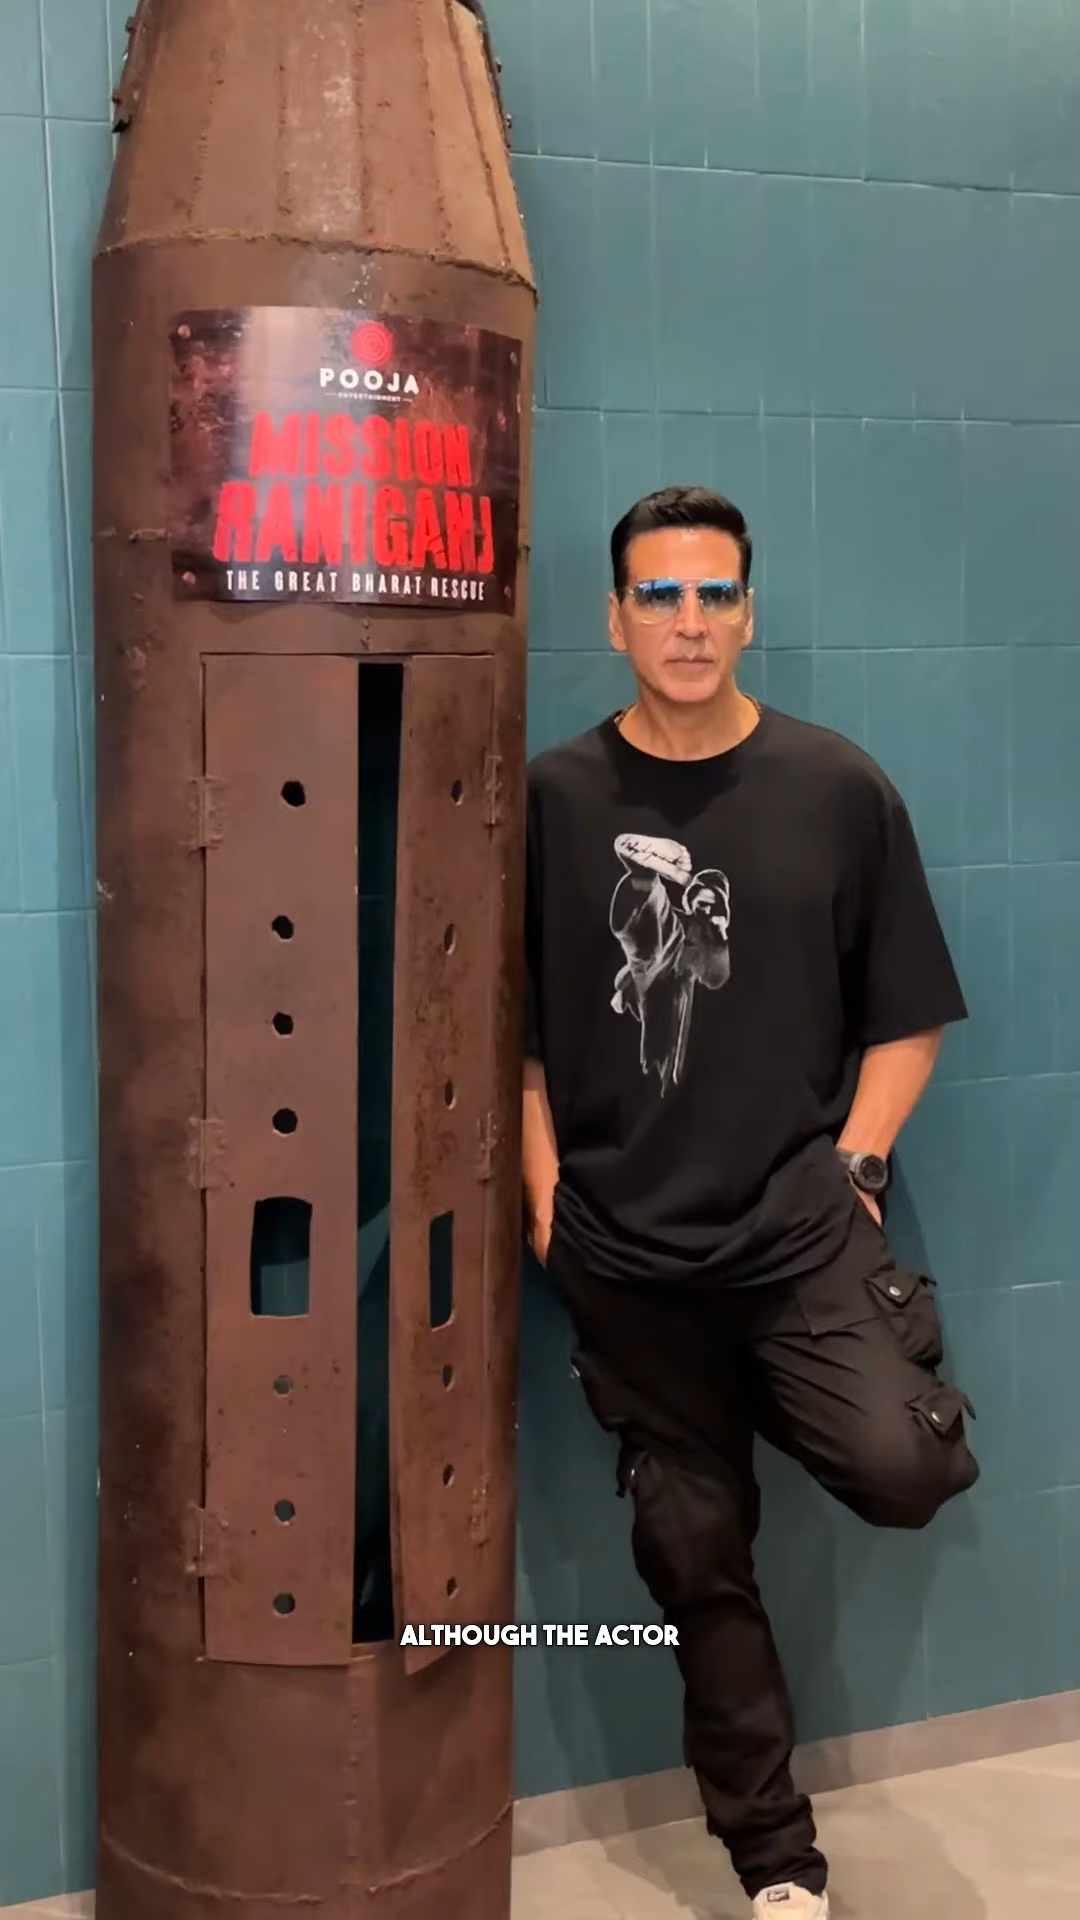 POOJA
ENTERTAINMENT
MISSION
RANIGANJ
THE GREAT BHARAT RESCUE
ALTHOUGH THE ACTOR